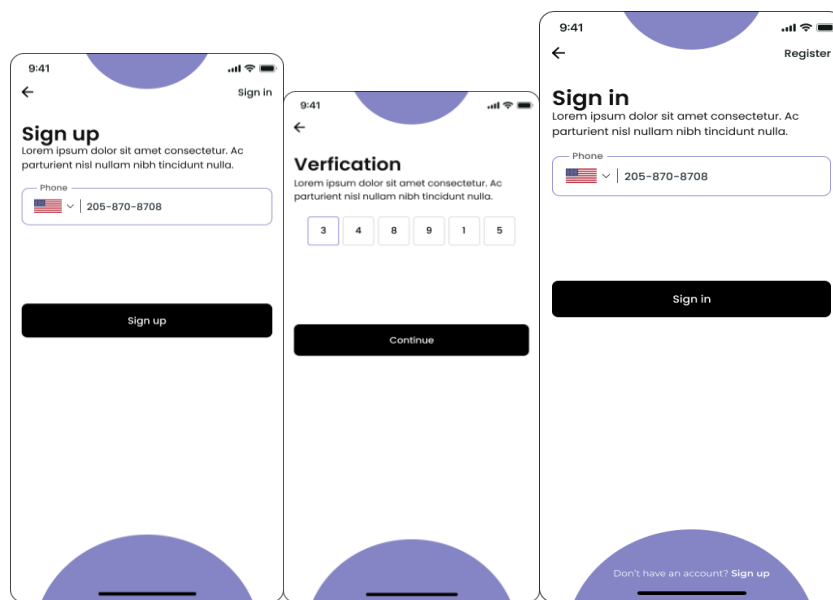 9:41
Sign in
Sign up
Lorem ipsum dolor sit amet consectetur. Ac
parturient nisl nullam nibh tincidunt nulla.
Phone
205-870-8708
Sign up
9:41
Verfication
Lorem ipsum dolor sit amet consectetur. Ac
parturient nisl nullam nibh tincidunt nulla.
3 4 8 9 1 5
Continue
9:41
Register
Sign in
Lorem ipsum dolor sit amet consectetur. Ac
parturient nisl nullam nibh tincidunt nulla.
Phone
205-870-8708
Sign in
Don't have an account? Sign up